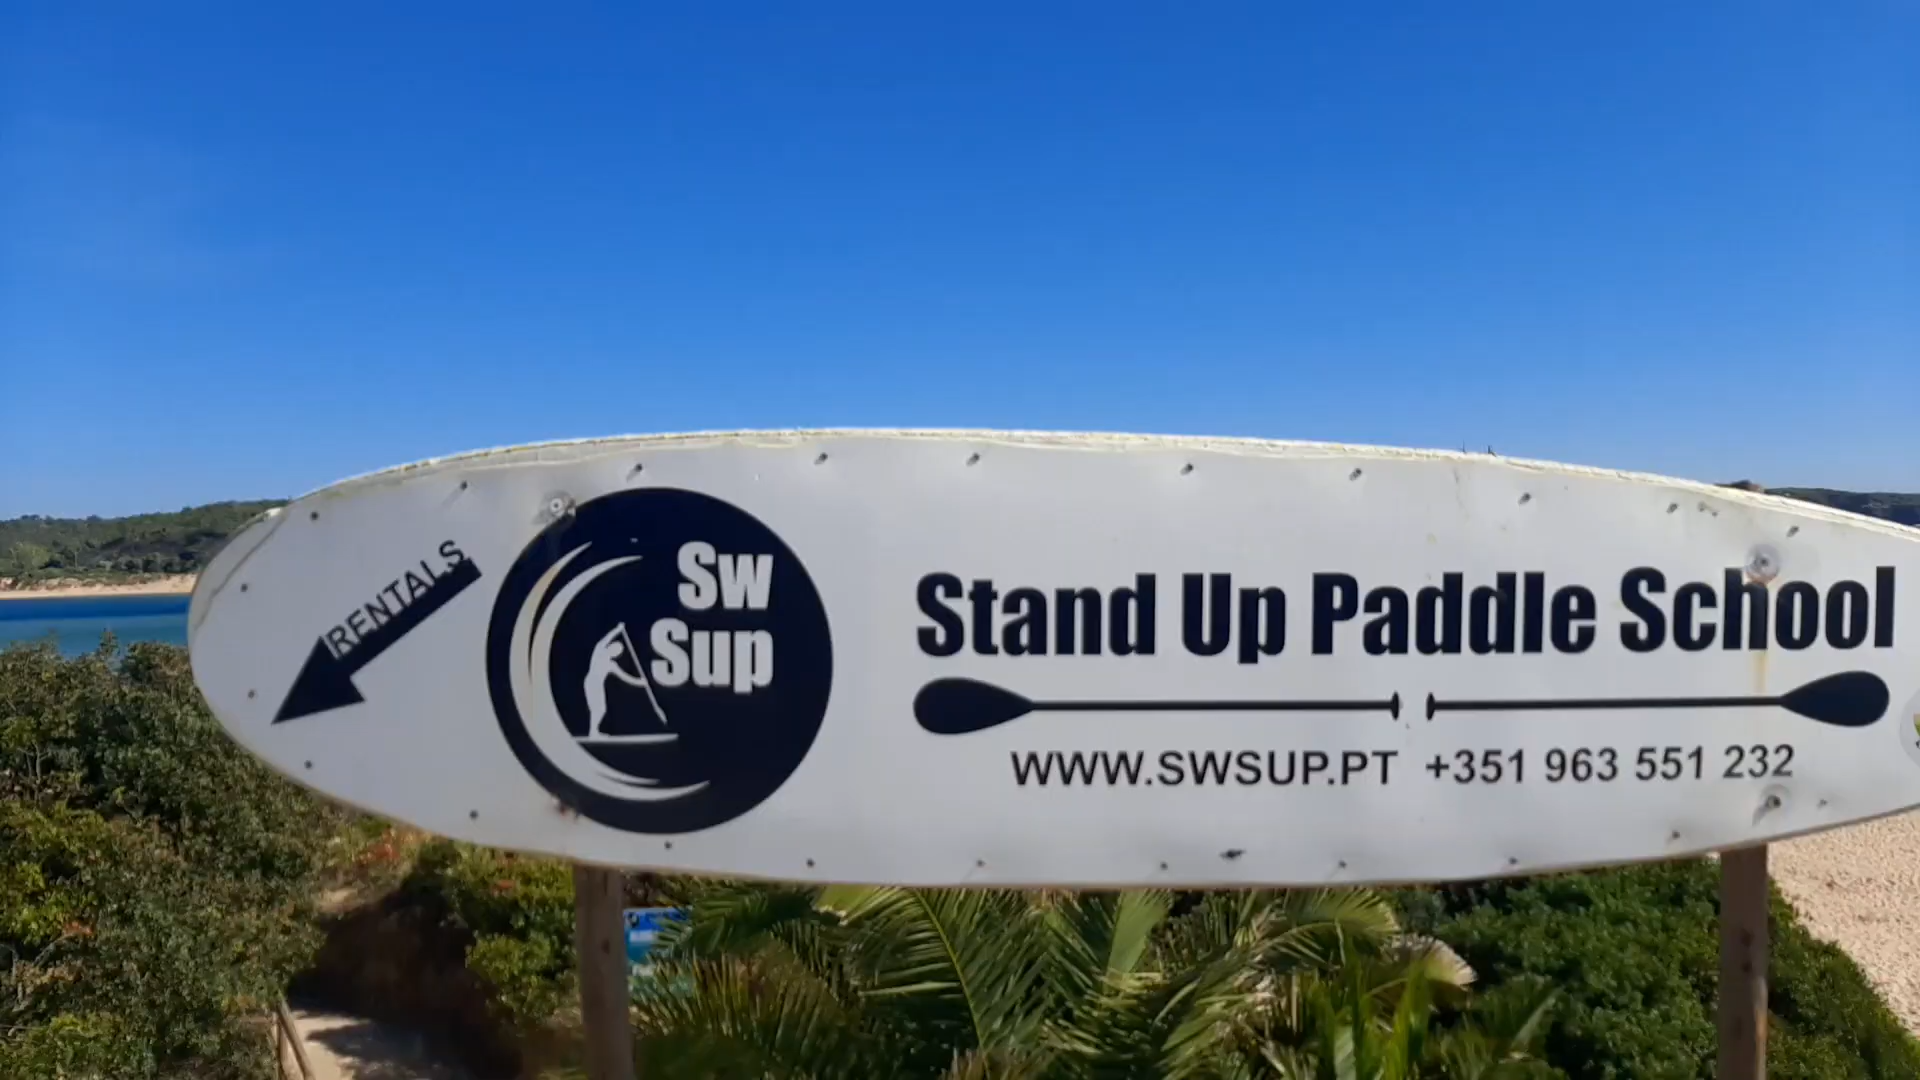 RENTALS
Sw
Sup
Stand Up Paddle School
WWW.SWSUP.PT +351 963 551 232